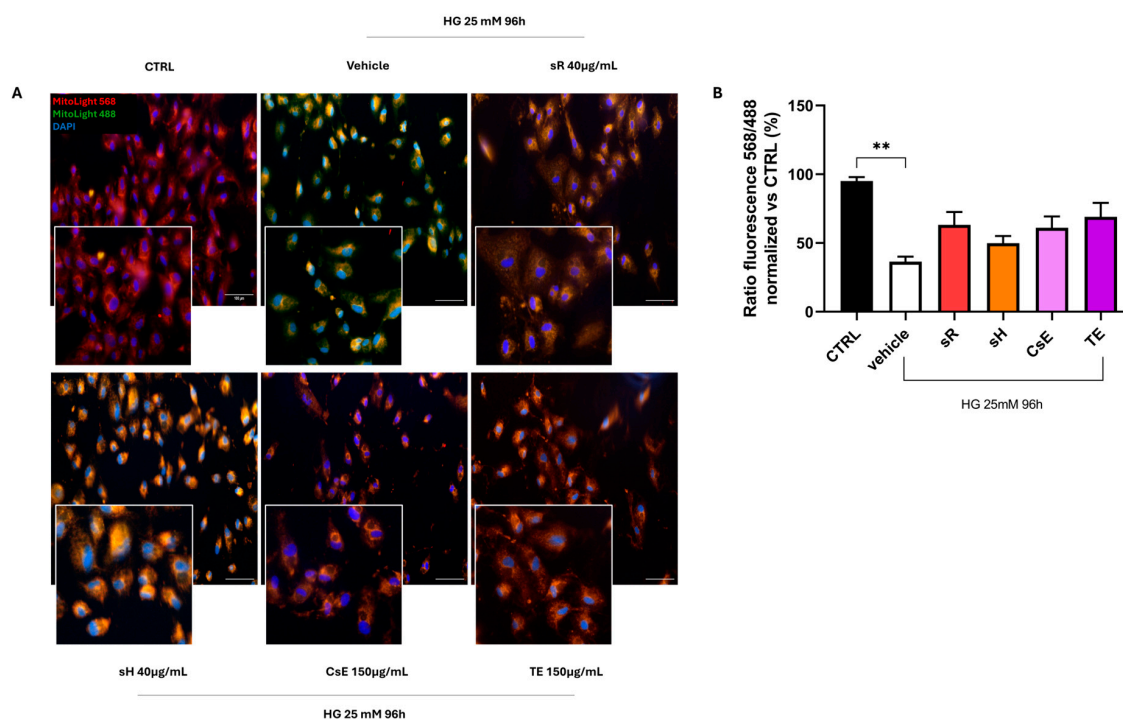 HG 25 mM 96h
CTRL
Vehicle
sR 40µg/mL
A
MitoLight 568
MitoLight 488
DAPI
sH 40µg/mL
CsE 150µg/mL
TE 150µg/mL
HG 25 mM 96h
B
Ratio fluorescence 568/488
normalized vs CTRL (%)
150
100
50
0
**
CTRL
vehicle
sR
sH
CsE
TE
HG 25mM 96h